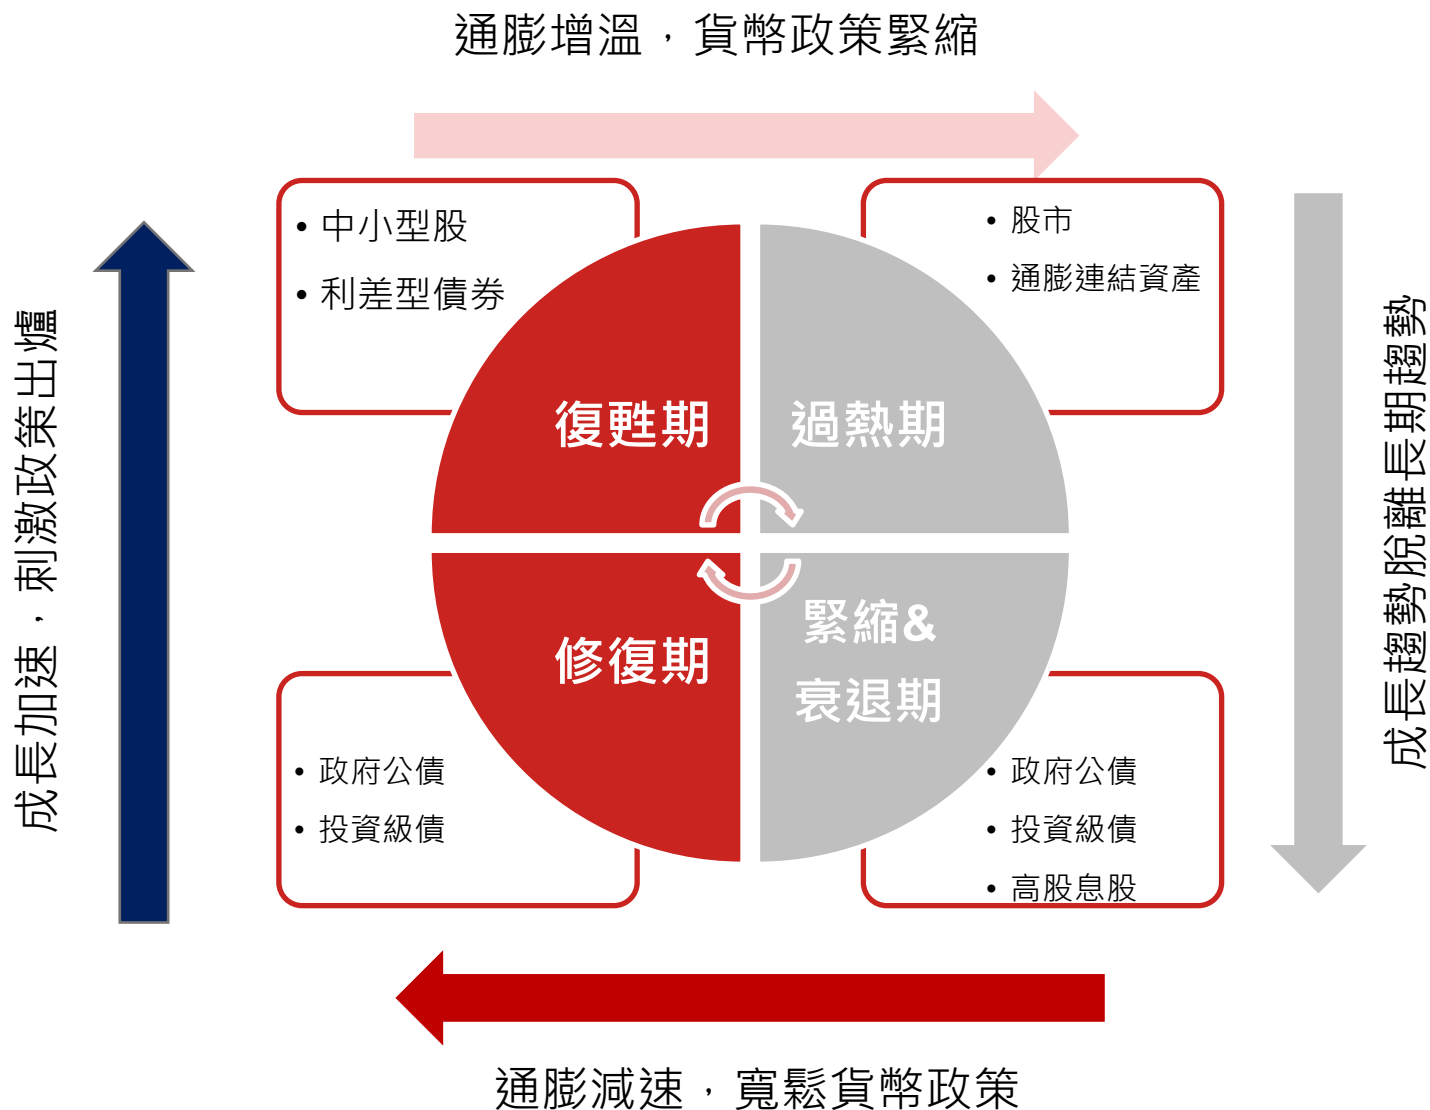 通膨增溫，貨幣政策緊縮
• 中小型股
• 利差型債券
• 股市
• 通膨連結資產
成長加速，刺激政策出爐
復甦期
過熱期
成長趨勢脫離長期趨勢
修復期
緊縮&
衰退期
• 政府公債
• 投資級債
• 政府公債
• 投資級債
• 高股息股
通膨減速，寬鬆貨幣政策